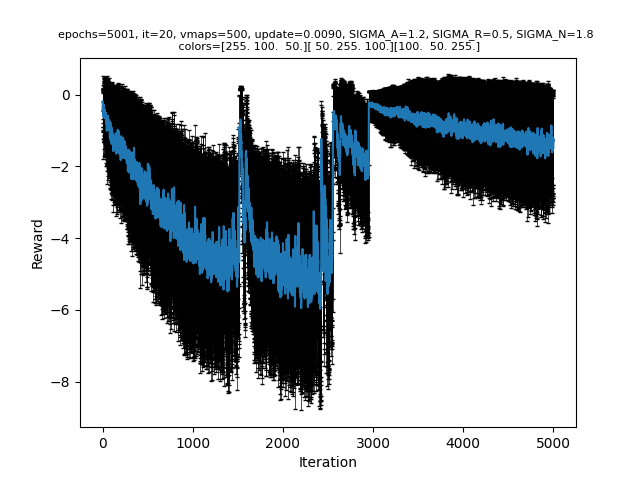 epochs=5001, it=20, vmaps=500, update=0.0090, SIGMA_A=1.2, SIGMA_R=0.5, SIGMA_N=1.8
colors=[255. 100.  50.][ 50. 255. 100.][100.  50. 255.]
0
−2
−4
−6
−8
Reward
0 1000 2000 3000 4000 5000
Iteration